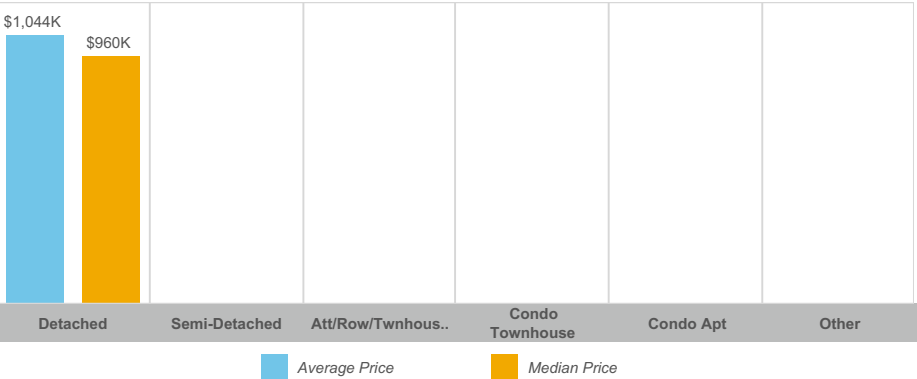 $1,044K
$960K
Detached
Semi-Detached
Att/Row/Twnhous..
Condo
Townhouse
Condo Apt
Other
Average Price
Median Price